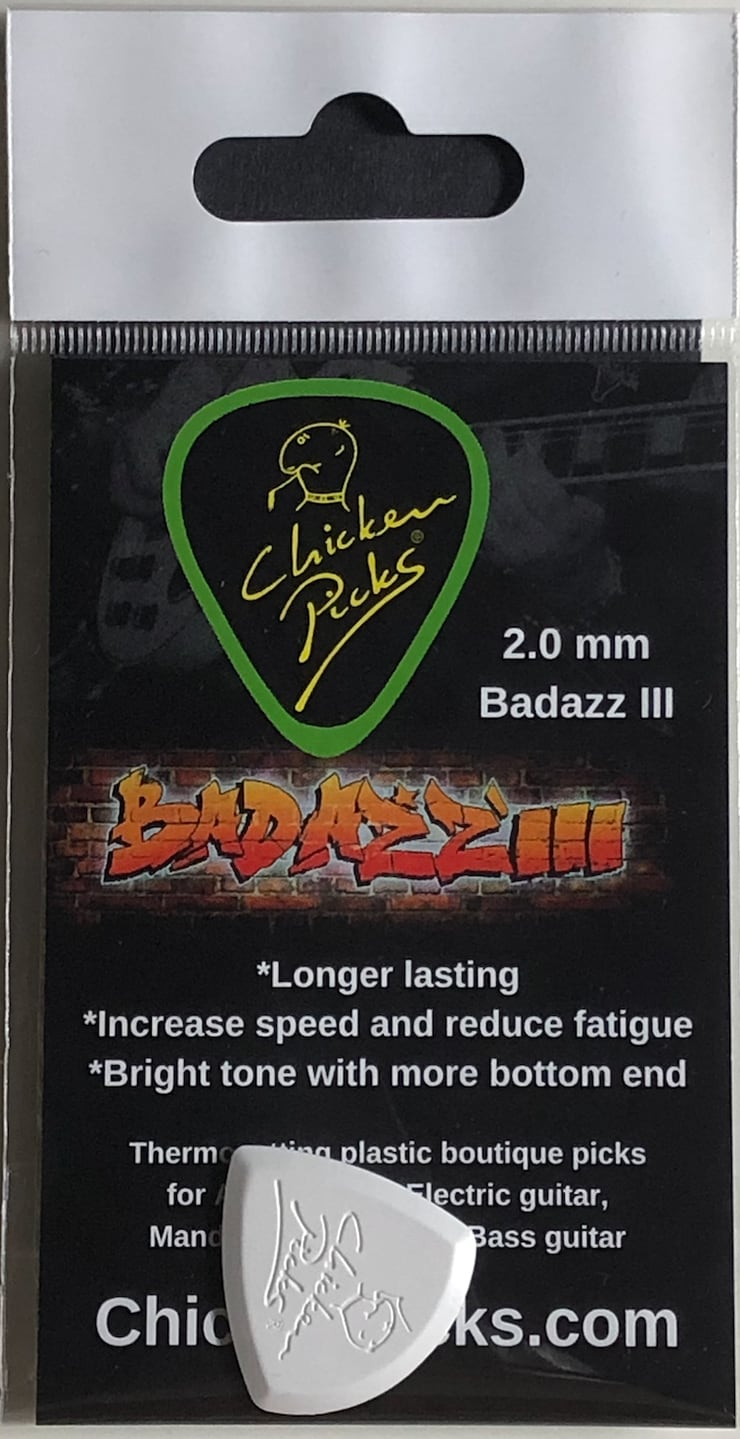 Chicken
Picks®
2.0 mm
Badazz III
BADAZZ III
*Longer lasting
*Increase speed and reduce fatigue
*Bright tone with more bottom end
plastic boutique picks
for Electric guitar,
Bass guitar
Chicken
Picks